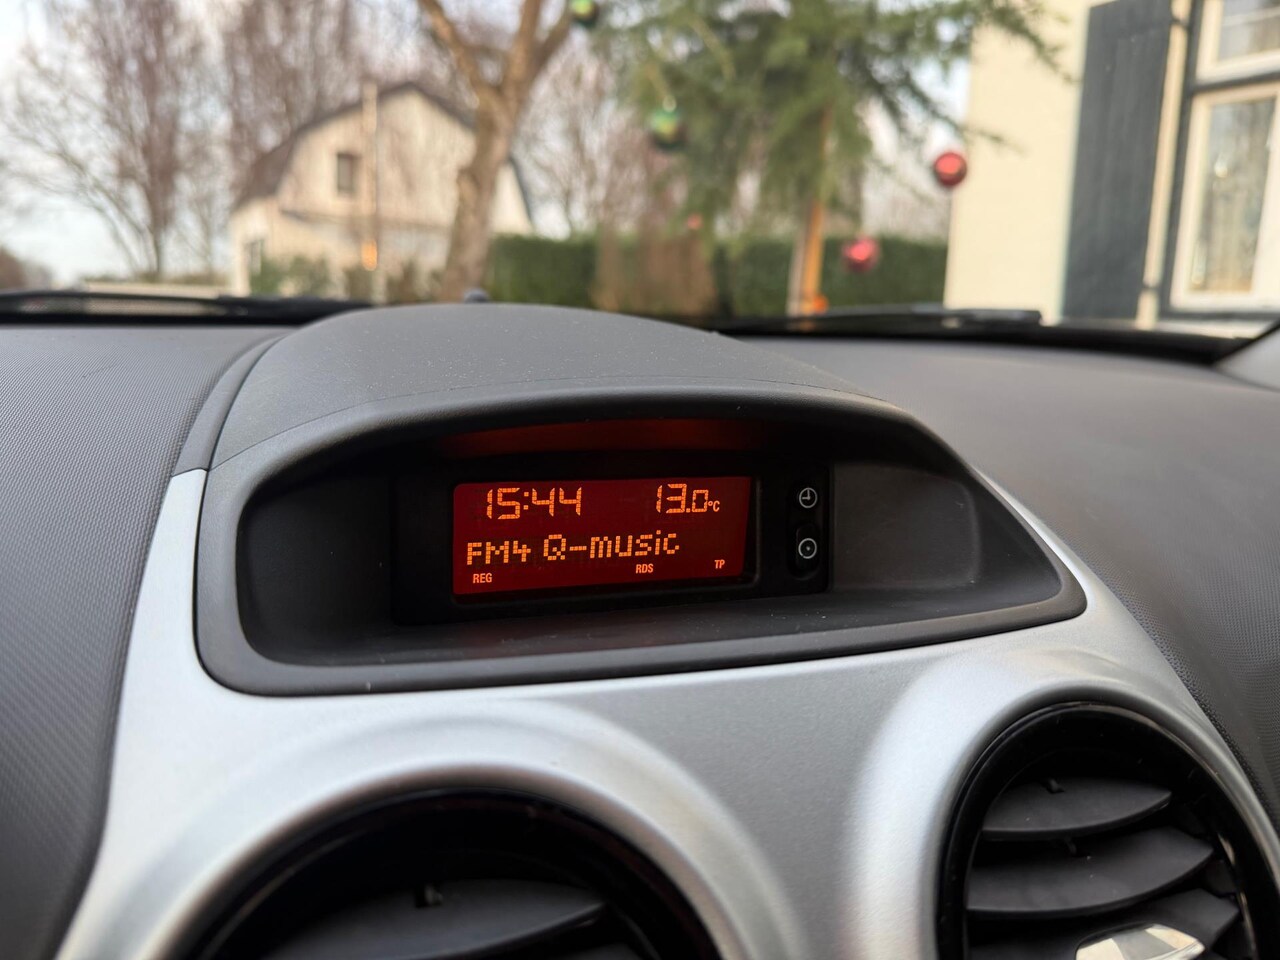 15:44 13.0°C
FM4 Q-music
REG RDS TP